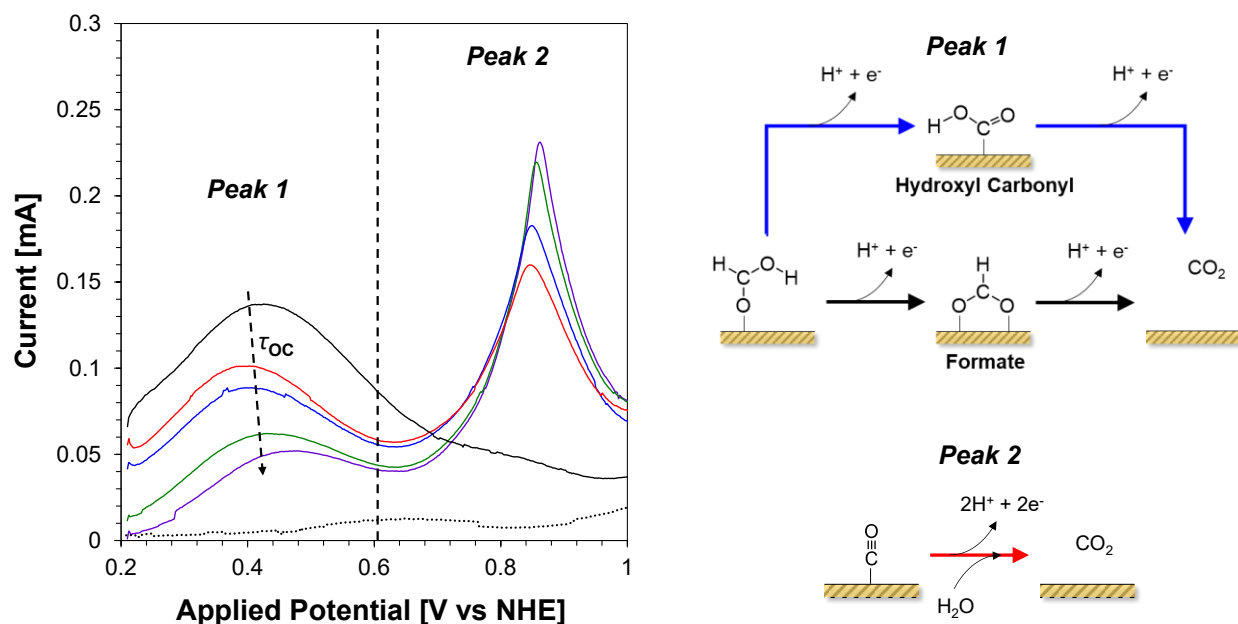 0.3
0.25
0.2
0.15
0.1
0.05
0
0.2
0.4
0.6
0.8
1
Current [mA]
Applied Potential [V vs NHE]
Peak 1
Peak 2
τOC
Peak 1
H⁺ + e⁻
H⁺ + e⁻
H O C O
Hydroxyl Carbonyl
H O H
C
O
H⁺ + e⁻
H⁺ + e⁻
H
O C O
Formate
CO₂
Peak 2
2H⁺ + 2e⁻
O
C
H₂O
CO₂